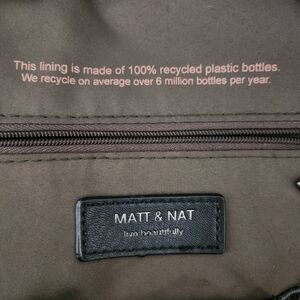 This lining is made of 100% recycled plastic bottles.
We recycle on average over 6 million bottles per year.
MATT & NAT
live beautifully